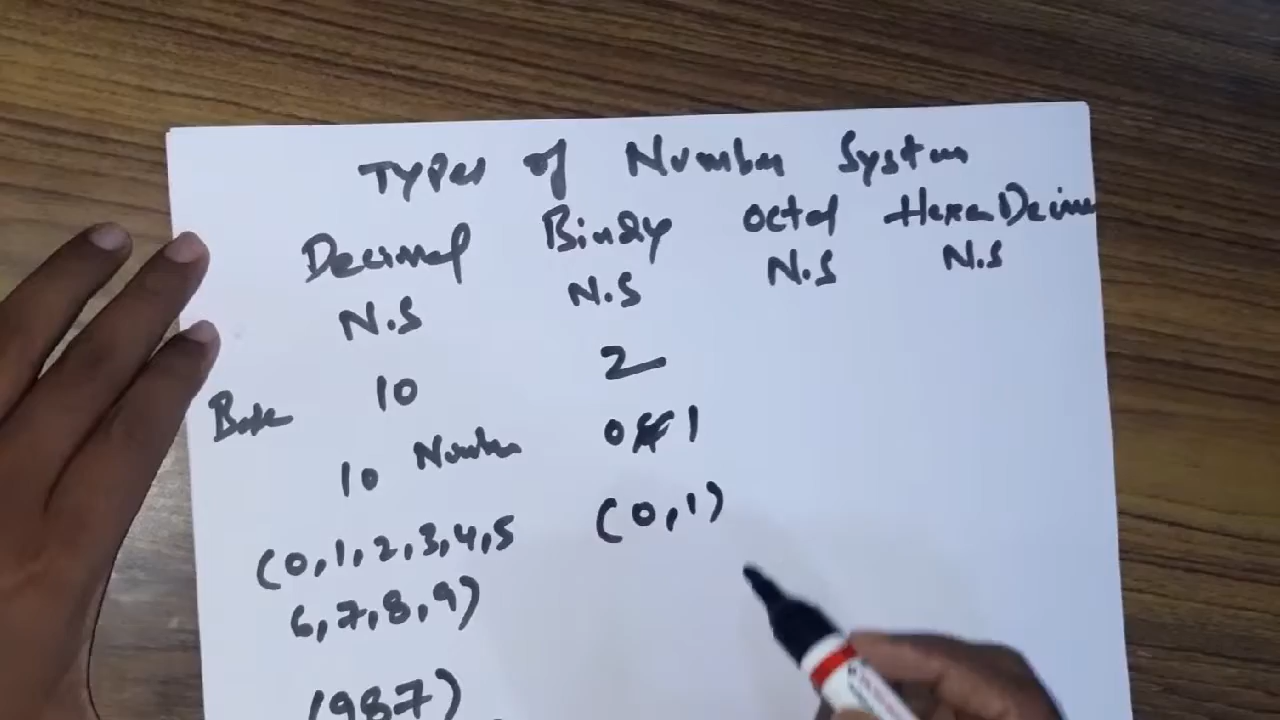 Types of Number System
Decimal Binary Octal HexaDecima
N.S N.S N.S N.S
Base 10 2
10 Number 0 1
(0,1,2,3,4,5 (0,1)
6,7,8,9)
(987)